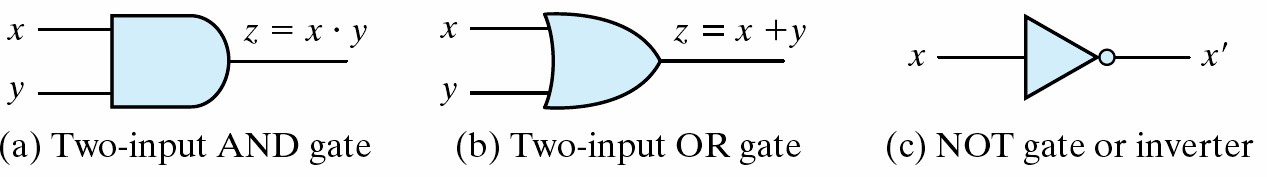 x
y
z = x · y
(a) Two-input AND gate
x
y
z = x + y
(b) Two-input OR gate
x
x′
(c) NOT gate or inverter